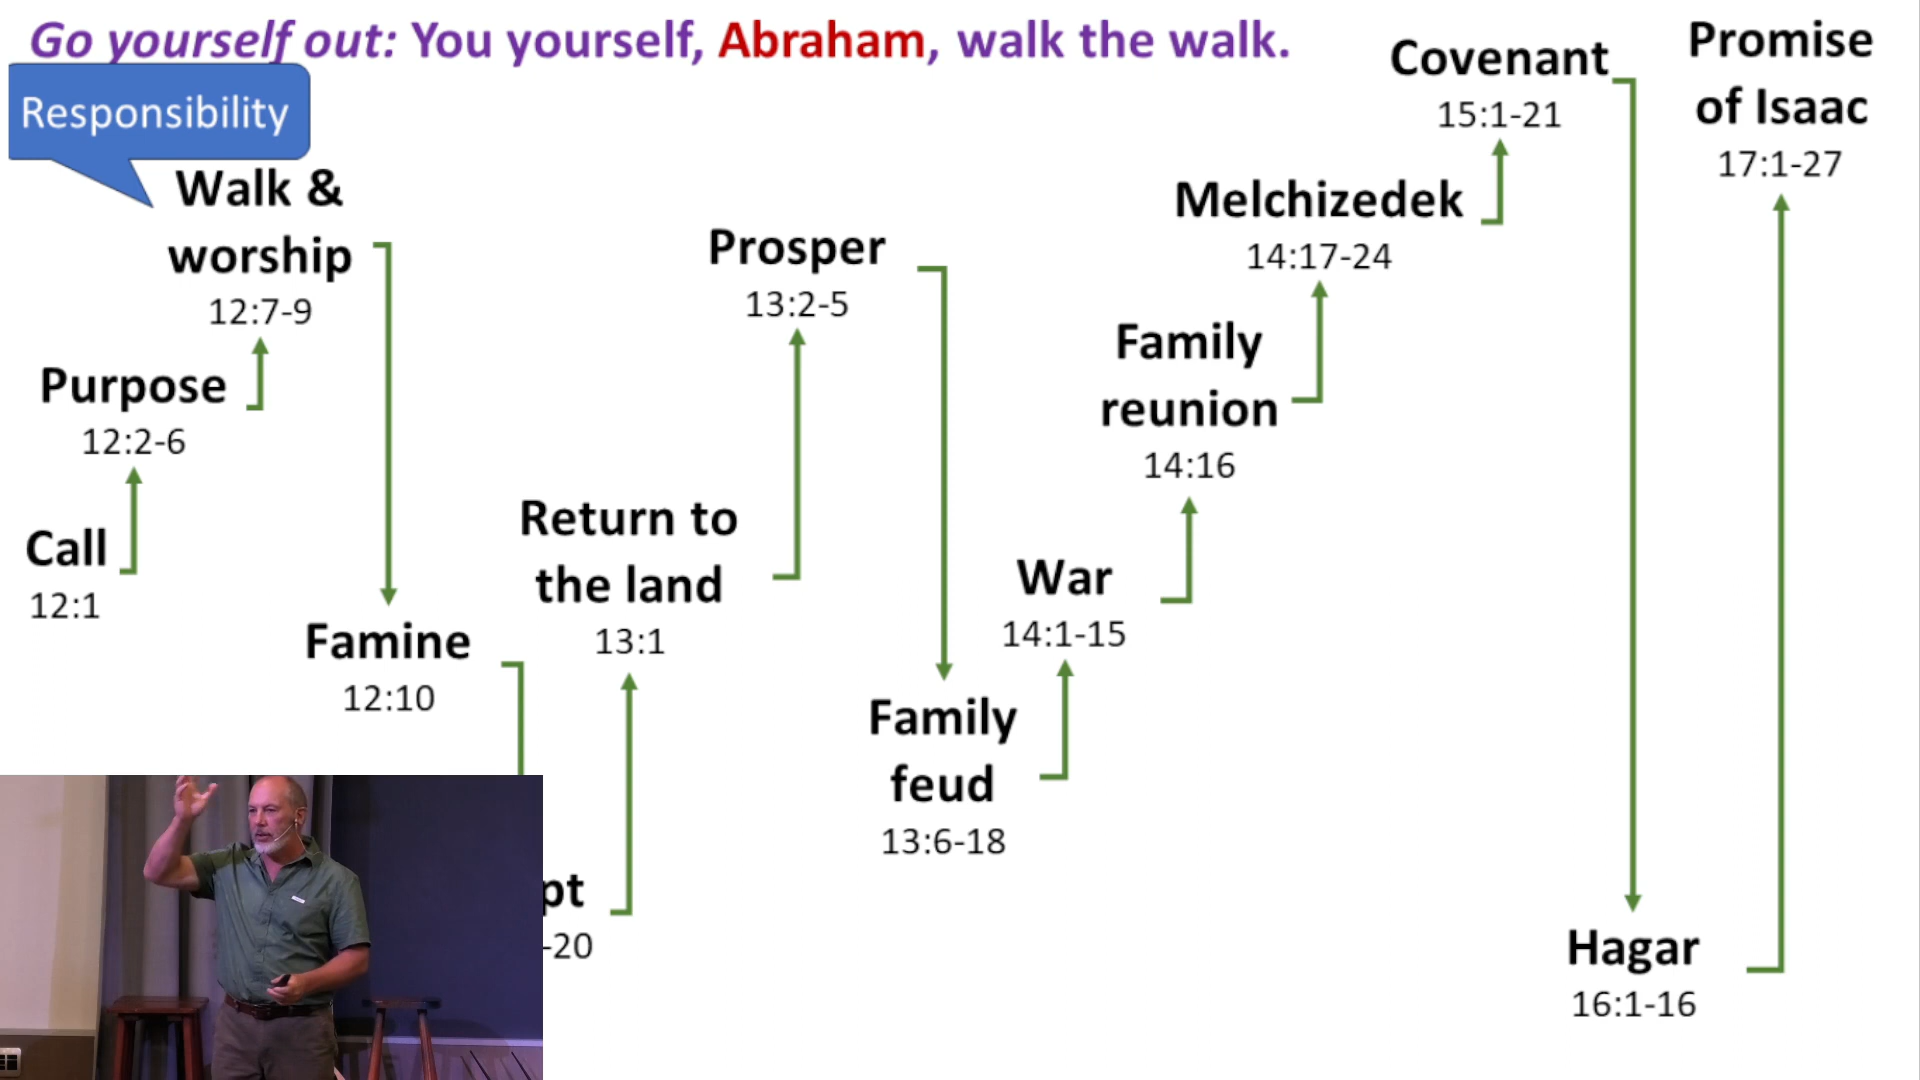 Go yourself out: You yourself, Abraham, walk the walk.
Responsibility
Walk &
worship
12:7-9
Purpose
12:2-6
Call
12:1
Famine
12:10
pt
-20
Return to
the land
13:1
Prosper
13:2-5
Family
feud
13:6-18
War
14:1-15
Family
reunion
14:16
Melchizedek
14:17-24
Covenant
15:1-21
Hagar
16:1-16
Promise
of Isaac
17:1-27